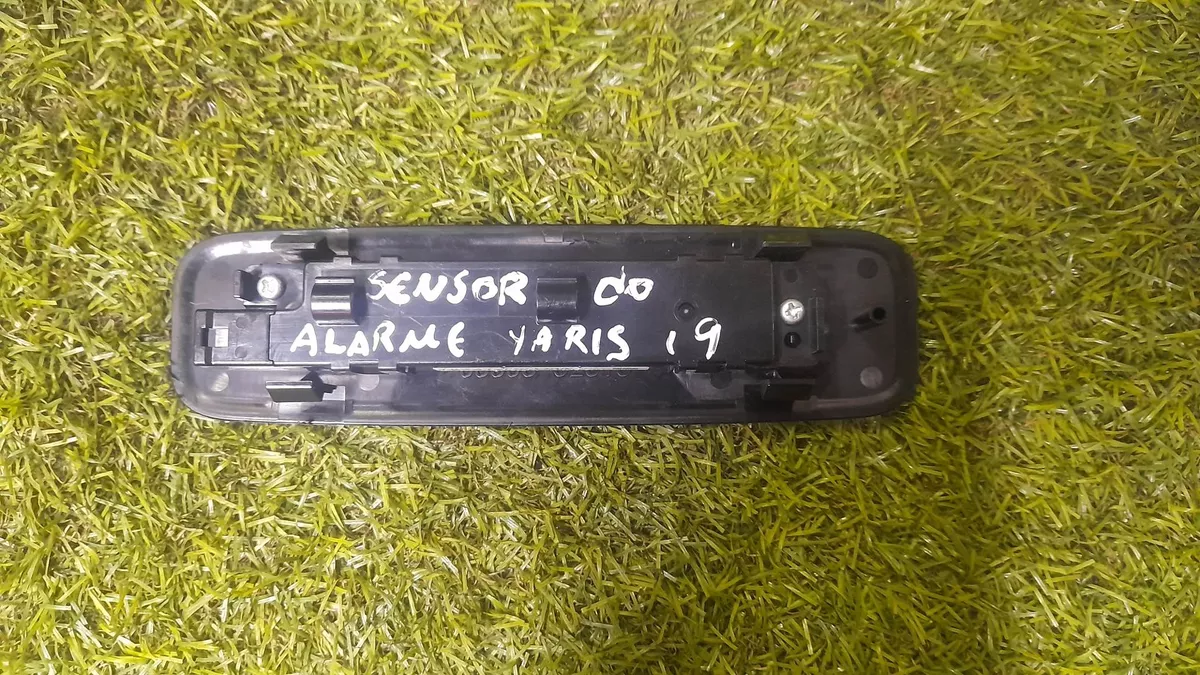 SENSOR do
ALARME YARIS 19